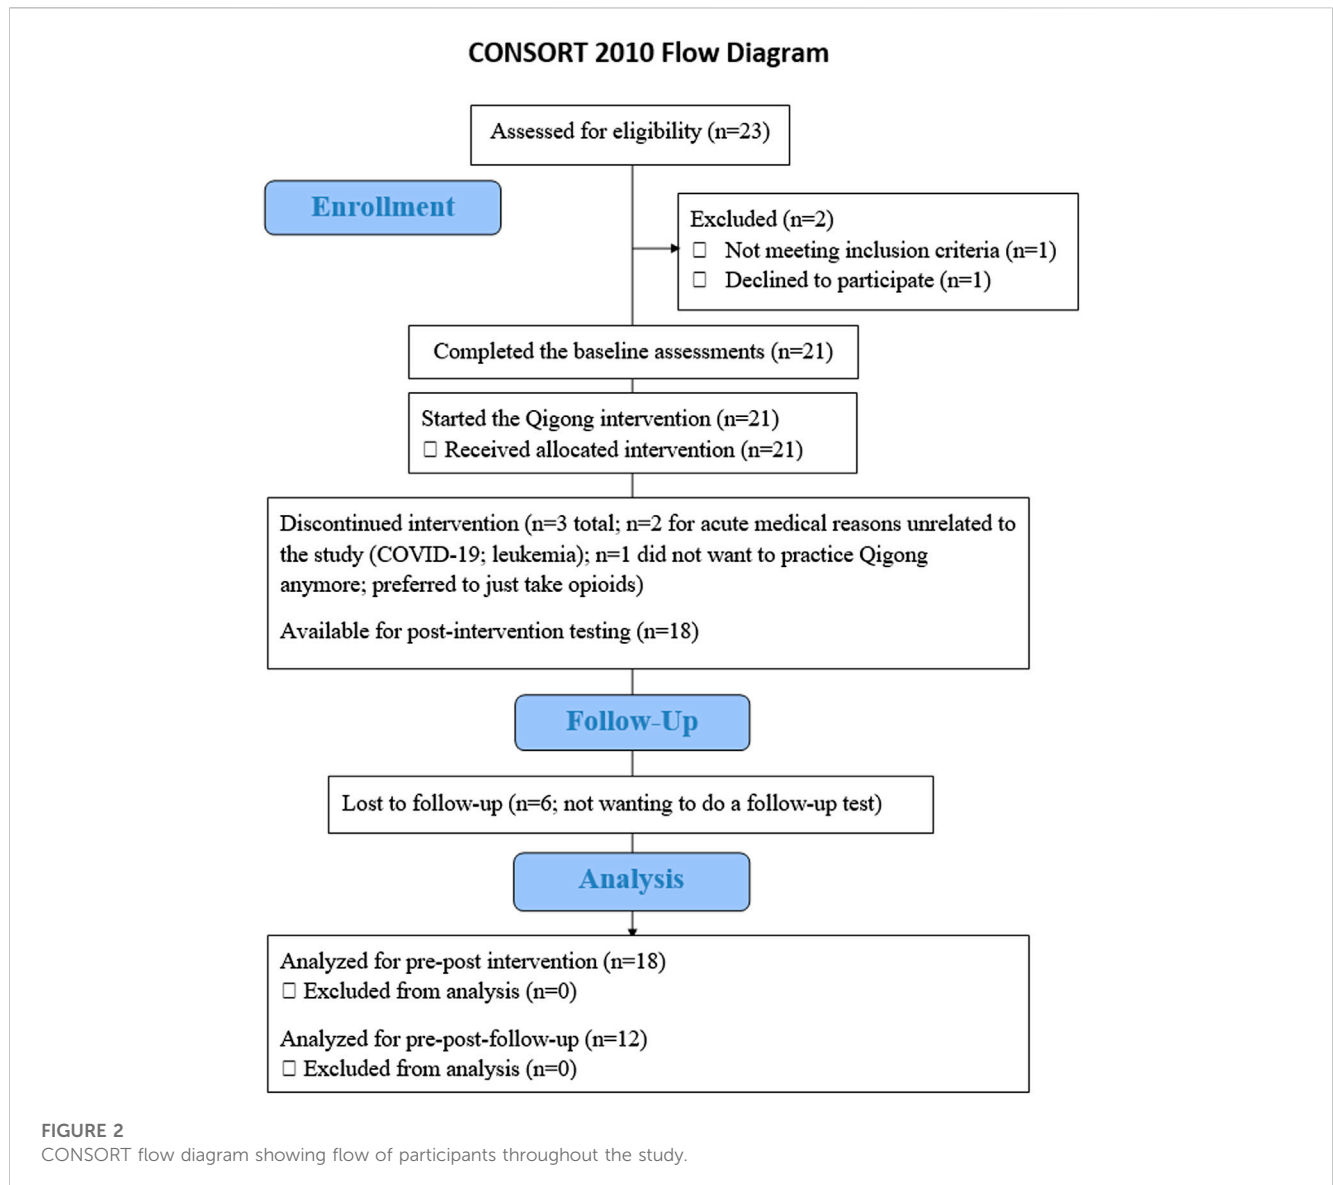 CONSORT 2010 Flow Diagram
Assessed for eligibility (n=23)
Enrollment
Excluded (n=2)
☐ Not meeting inclusion criteria (n=1)
☐ Declined to participate (n=1)
Completed the baseline assessments (n=21)
Started the Qigong intervention (n=21)
☐ Received allocated intervention (n=21)
Discontinued intervention (n=3 total; n=2 for acute medical reasons unrelated to
the study (COVID-19; leukemia); n=1 did not want to practice Qigong
anymore; preferred to just take opioids)
Available for post-intervention testing (n=18)
Follow-Up
Lost to follow-up (n=6; not wanting to do a follow-up test)
Analysis
Analyzed for pre-post intervention (n=18)
☐ Excluded from analysis (n=0)
Analyzed for pre-post-follow-up (n=12)
☐ Excluded from analysis (n=0)
FIGURE 2
CONSORT flow diagram showing flow of participants throughout the study.